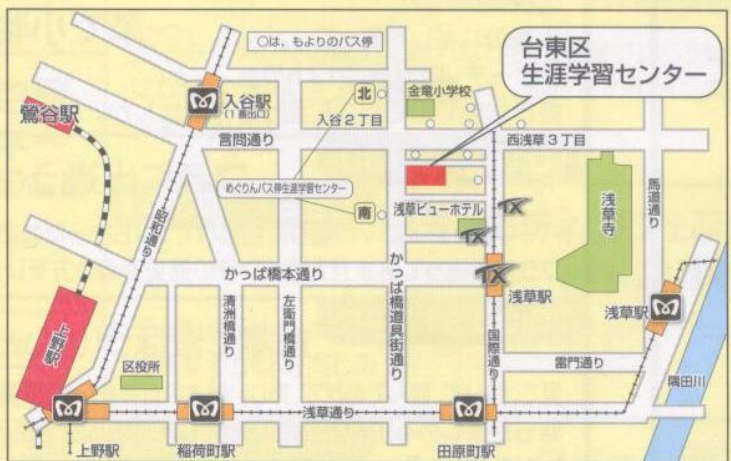 ○は、もよりのバス停
台東区
生涯学習センター
鶯谷駅
入谷駅
(1番出口)
北
金竜小学校
入谷2丁目
言問通り
西浅草3丁目
めぐりんバス停生涯学習センター
南
浅草ビューホテル
TX
TX
浅草寺
馬道通り
昭和通り
かっぱ橋本通り
清洲橋通り
左衛門橋通り
かっぱ橋道具街通り
国際通り
浅草駅
浅草駅
上野駅
区役所
雷門通り
隅田川
浅草通り
上野駅
稲荷町駅
田原町駅